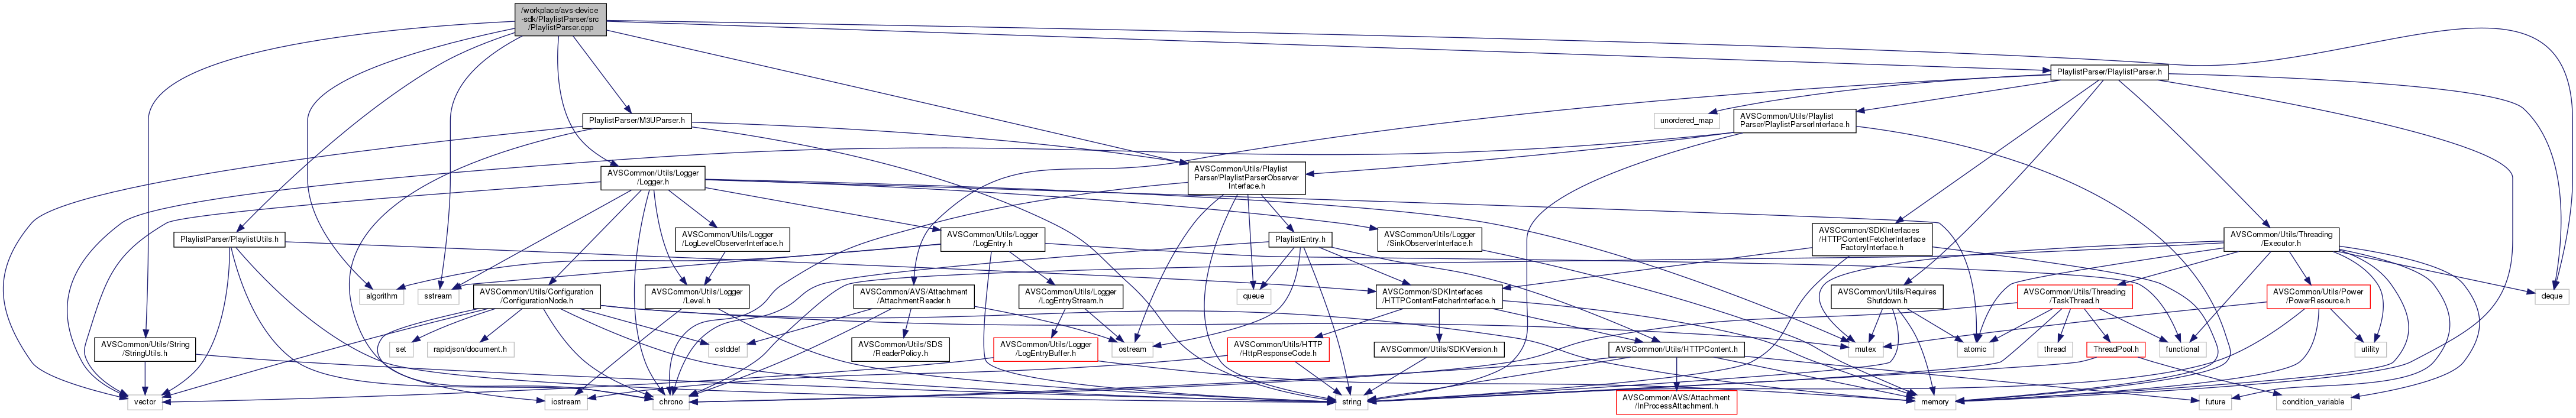 /workplace/avs-device
-sdk/PlaylistParser/src
/PlaylistParser.cpp
PlaylistParser/PlaylistParser.h
PlaylistParser/M3UParser.h
unordered_map
AVSCommon/Utils/Playlist
Parser/PlaylistParserInterface.h
AVSCommon/Utils/Logger
/Logger.h
AVSCommon/Utils/Playlist
Parser/PlaylistParserObserver
Interface.h
PlaylistParser/PlaylistUtils.h
AVSCommon/Utils/Logger
/LogLevelObserverInterface.h
AVSCommon/Utils/Logger
/LogEntry.h
PlaylistEntry.h
AVSCommon/Utils/Logger
/SinkObserverInterface.h
AVSCommon/SDKInterfaces
/HTTPContentFetcherInterface
FactoryInterface.h
AVSCommon/Utils/Threading
/Executor.h
algorithm
sstream
AVSCommon/Utils/Configuration
/ConfigurationNode.h
AVSCommon/Utils/Logger
/Level.h
AVSCommon/AVS/Attachment
/AttachmentReader.h
AVSCommon/Utils/Logger
/LogEntryStream.h
queue
AVSCommon/SDKInterfaces
/HTTPContentFetcherInterface.h
AVSCommon/Utils/Requires
Shutdown.h
AVSCommon/Utils/Threading
/TaskThread.h
AVSCommon/Utils/Power
/PowerResource.h
deque
AVSCommon/Utils/String
/StringUtils.h
set
rapidjson/document.h
cstddef
AVSCommon/Utils/SDS
/ReaderPolicy.h
AVSCommon/Utils/Logger
/LogEntryBuffer.h
ostream
AVSCommon/Utils/HTTP
/HttpResponseCode.h
AVSCommon/Utils/SDKVersion.h
AVSCommon/Utils/HTTPContent.h
mutex
atomic
thread
ThreadPool.h
functional
utility
vector
iostream
chrono
string
AVSCommon/AVS/Attachment
/InProcessAttachment.h
memory
future
condition_variable